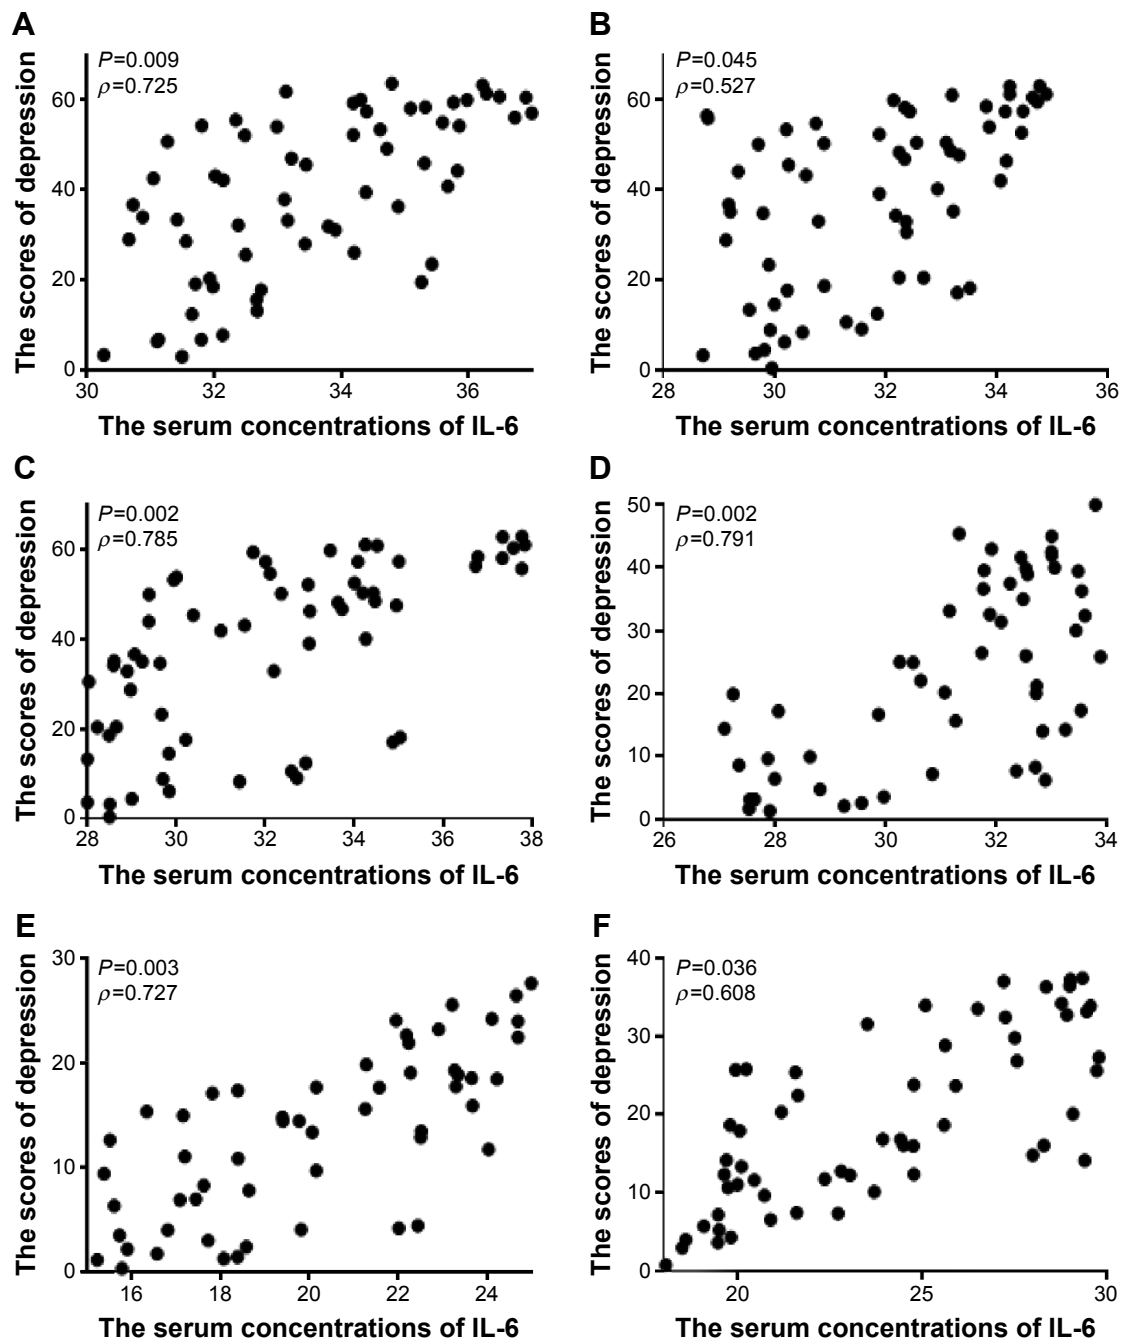 A
P=0.009
ρ=0.725
The scores of depression
60
40
20
0
30 32 34 36
The serum concentrations of IL-6
B
P=0.045
ρ=0.527
The scores of depression
60
40
20
0
28 30 32 34 36
The serum concentrations of IL-6
C
P=0.002
ρ=0.785
The scores of depression
60
40
20
0
28 30 32 34 36 38
The serum concentrations of IL-6
D
P=0.002
ρ=0.791
The scores of depression
50
40
30
20
10
0
26 28 30 32 34
The serum concentrations of IL-6
E
P=0.003
ρ=0.727
The scores of depression
30
20
10
0
16 18 20 22 24
The serum concentrations of IL-6
F
P=0.036
ρ=0.608
The scores of depression
40
30
20
10
0
20 25 30
The serum concentrations of IL-6